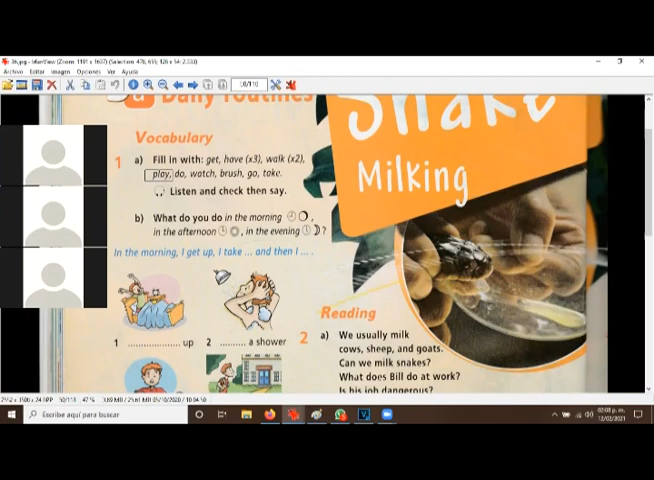 Archivo Editar Imagen Opciones Ver Ayuda
a Daily routines
Snake
Milking
Vocabulary
1 a) Fill in with: get, have (x3), walk (x2),
play, do, watch, brush, go, take.
Listen and check then say.
b) What do you do in the morning ,
in the afternoon , in the evening ?
In the morning, I get up, I take ... and then I ... .
1 .................. up 2 ......... a shower
Reading
2 a) We usually milk
cows, sheep, and goats.
Can we milk snakes?
What does Bill do at work?
Is his job dangerous?
Escribe aquí para buscar
02:08 p. m.
12/02/2021